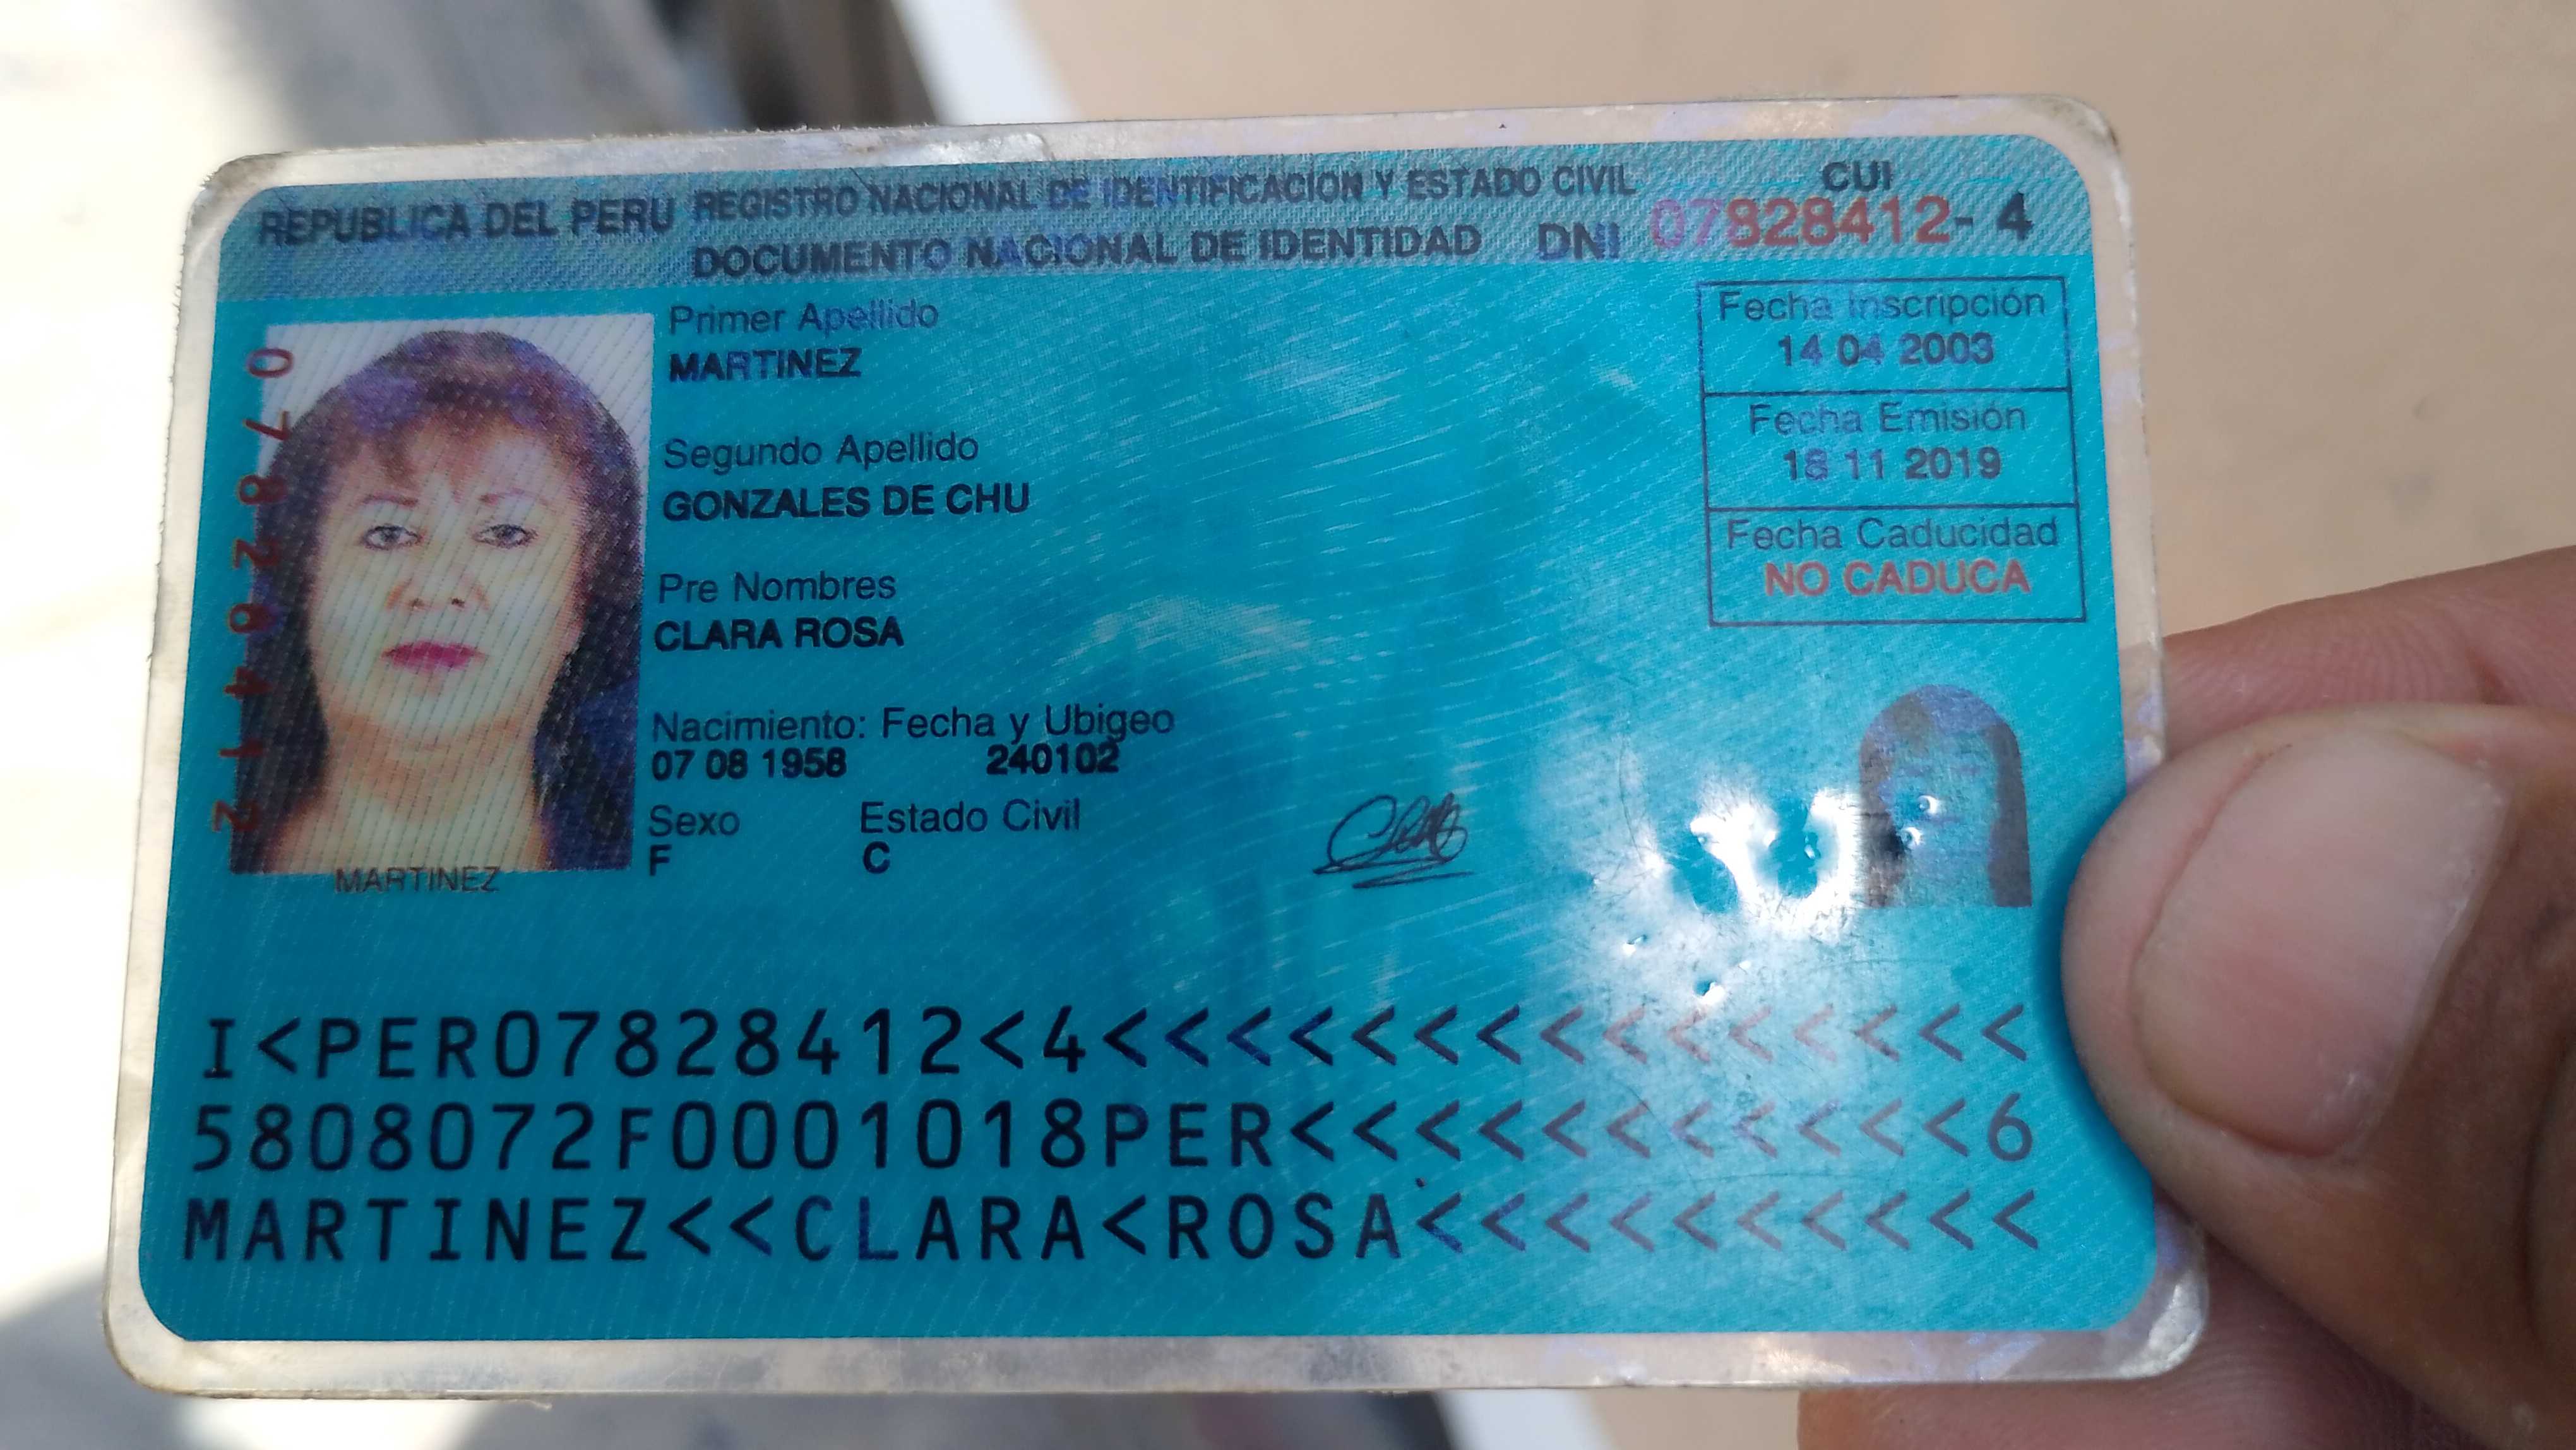 REPUBLICA DEL PERU REGISTRO NACIONAL DE IDENTIFICACION Y ESTADO CIVIL
CUI
DOCUMENTO NACIONAL DE IDENTIDAD DNI 07828412- 4
Primer Apellido
MARTINEZ
Segundo Apellido
GONZALES DE CHU
Pre Nombres
CLARA ROSA
Nacimiento: Fecha y Ubigeo
07 08 1958 240102
Sexo Estado Civil
F C
Fecha Inscripción
14 04 2003
Fecha Emisión
18 11 2019
Fecha Caducidad
NO CADUCA
07828412
MARTINEZ
I<PER07828412<4<<<<<<<<<<<<<<<
5808072F0001018PER<<<<<<<<<<<6
MARTINEZ<<CLARA<ROSA<<<<<<<<<<